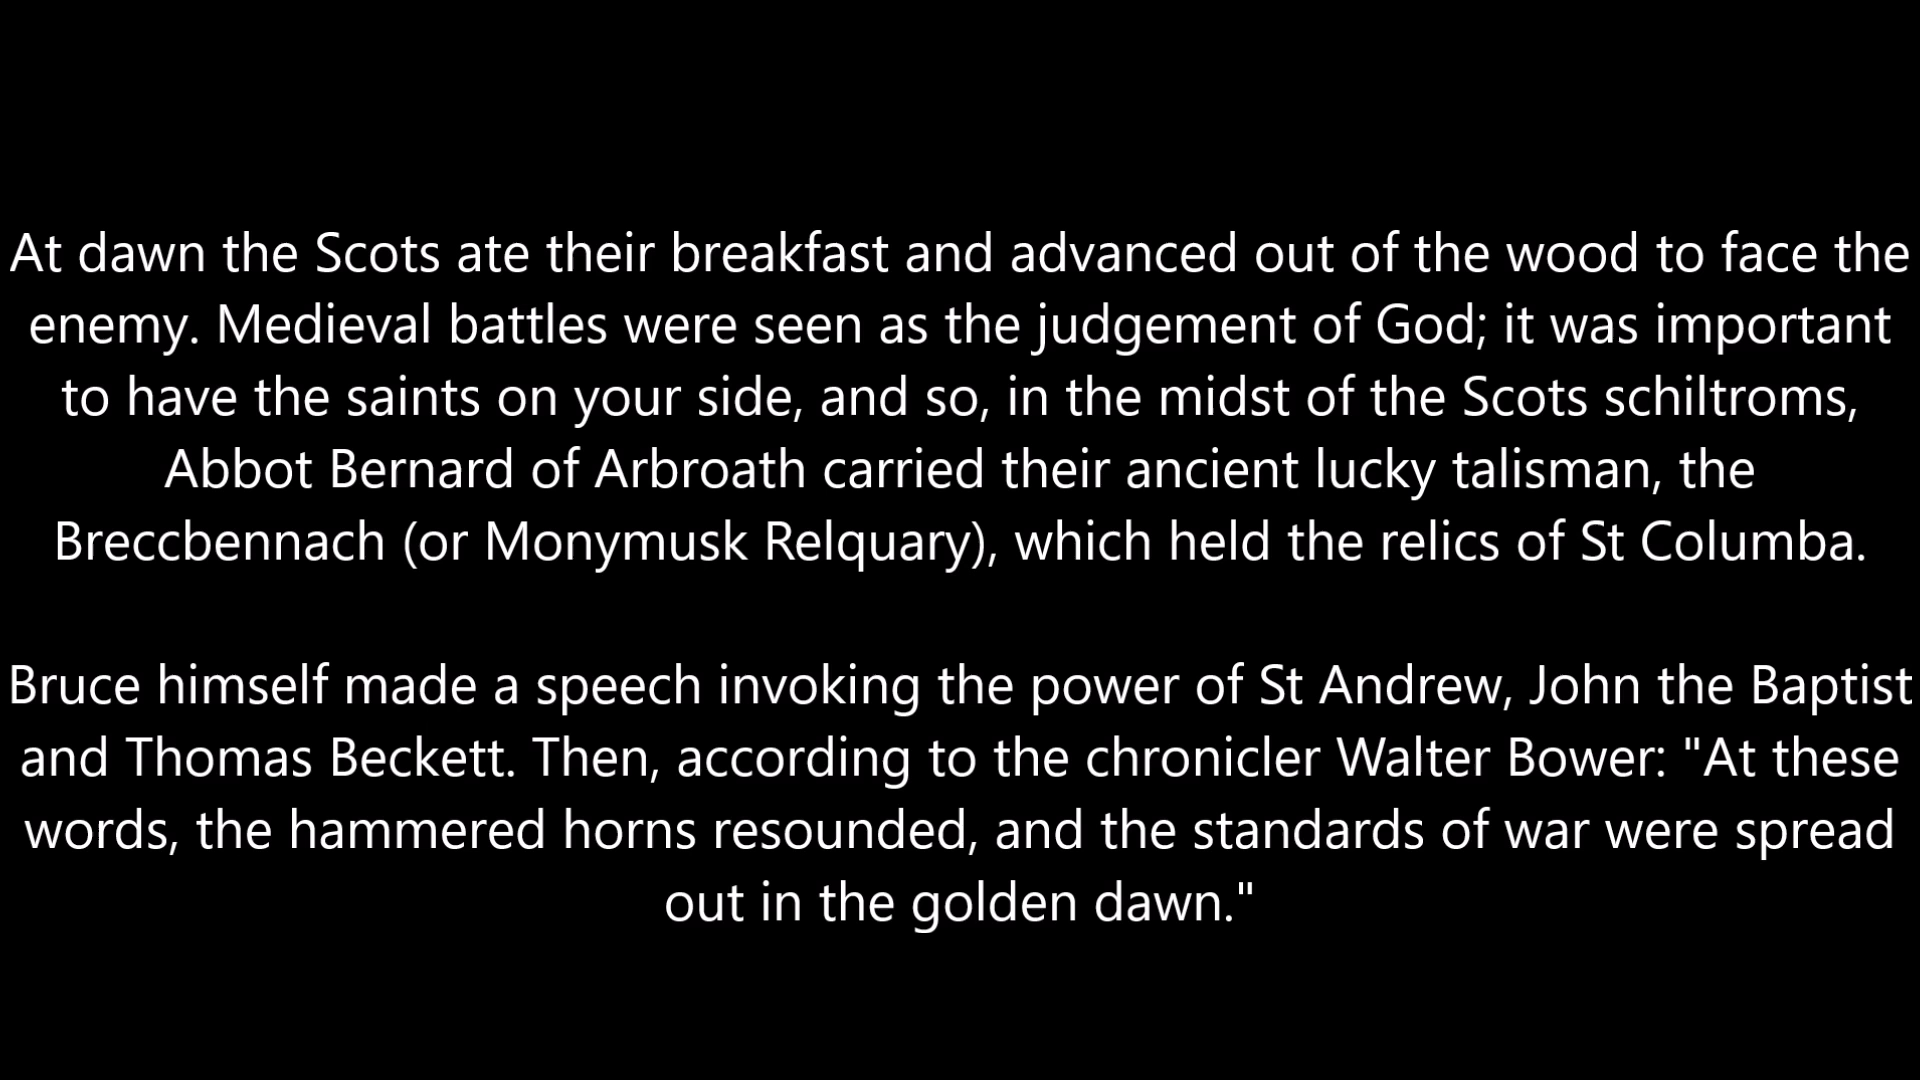 At dawn the Scots ate their breakfast and advanced out of the wood to face the
enemy. Medieval battles were seen as the judgement of God; it was important
to have the saints on your side, and so, in the midst of the Scots schiltroms,
Abbot Bernard of Arbroath carried their ancient lucky talisman, the
Breccbennach (or Monymusk Relquary), which held the relics of St Columba.
Bruce himself made a speech invoking the power of St Andrew, John the Baptist
and Thomas Beckett. Then, according to the chronicler Walter Bower: "At these
words, the hammered horns resounded, and the standards of war were spread
out in the golden dawn."